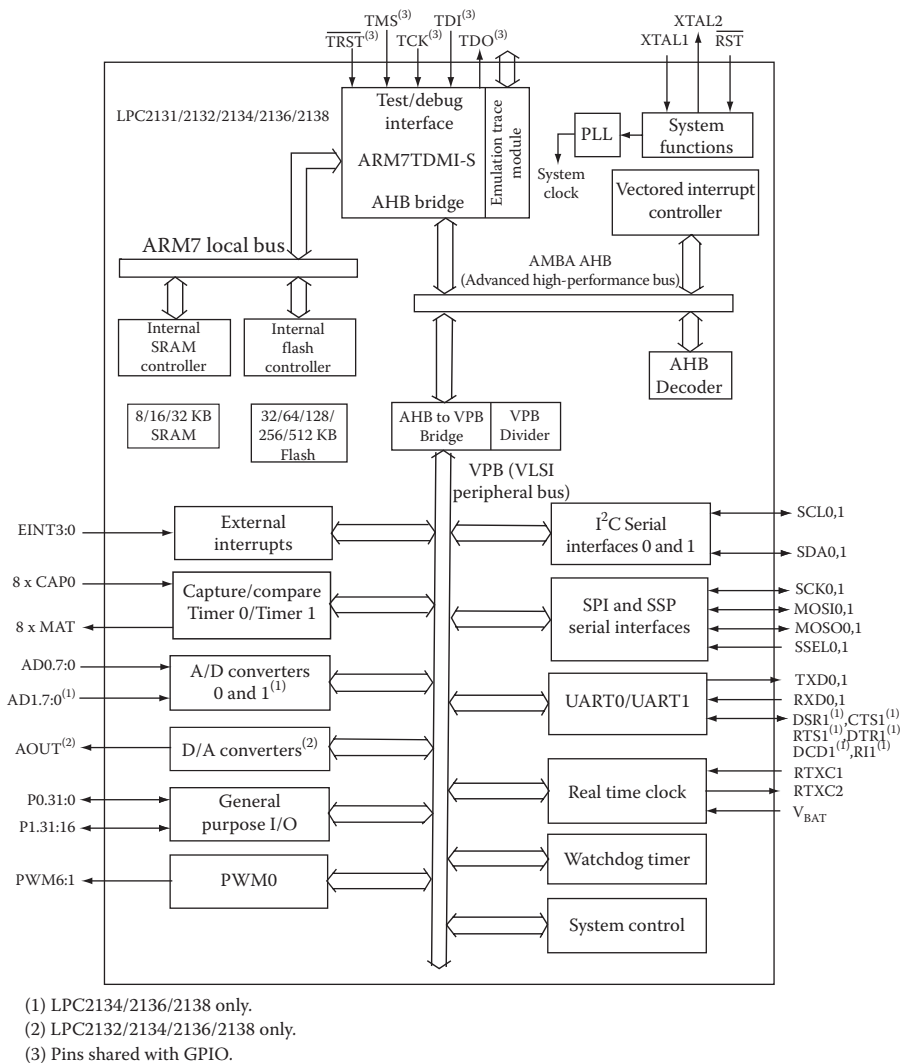 TMS(3)
TDI(3)
TRST(3)
TCK(3)
TDO(3)
XTAL2
XTAL1
RST
LPC2131/2132/2134/2136/2138
Test/debug
interface
ARM7TDMI-S
AHB bridge
Emulation trace
module
PLL
System
functions
System
clock
Vectored interrupt
controller
ARM7 local bus
AMBA AHB
(Advanced high-performance bus)
Internal
SRAM
controller
Internal
flash
controller
AHB
Decoder
8/16/32 KB
SRAM
32/64/128/
256/512 KB
Flash
AHB to VPB
Bridge
VPB
Divider
VPB (VLSI
peripheral bus)
EINT3:0
External
interrupts
8 x CAP0
8 x MAT
Capture/compare
Timer 0/Timer 1
AD0.7:0
AD1.7:0(1)
A/D converters
0 and 1(1)
AOUT(2)
D/A converters(2)
P0.31:0
P1.31:16
General
purpose I/O
PWM6:1
PWM0
I2C Serial
interfaces 0 and 1
SCL0,1
SDA0,1
SPI and SSP
serial interfaces
SCK0,1
MOSI0,1
MOSO0,1
SSEL0,1
UART0/UART1
TXD0,1
RXD0,1
DSR1(1),CTS1(1)
RTS1(1),DTR1(1)
DCD1(1),RI1(1)
Real time clock
RTXC1
RTXC2
VBAT
Watchdog timer
System control
(1) LPC2134/2136/2138 only.
(2) LPC2132/2134/2136/2138 only.
(3) Pins shared with GPIO.